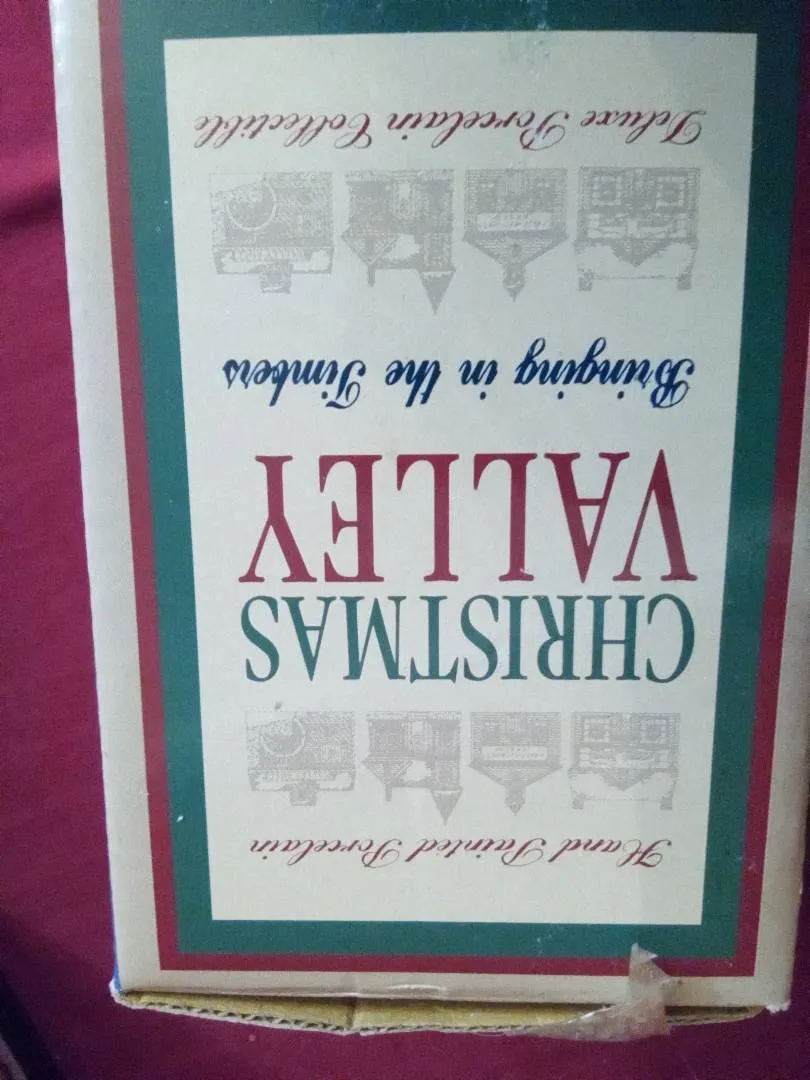 Hand Painted Porcelain
CHRISTMAS
VALLEY
Bringing in the Timbers
Deluxe Porcelain Collectible